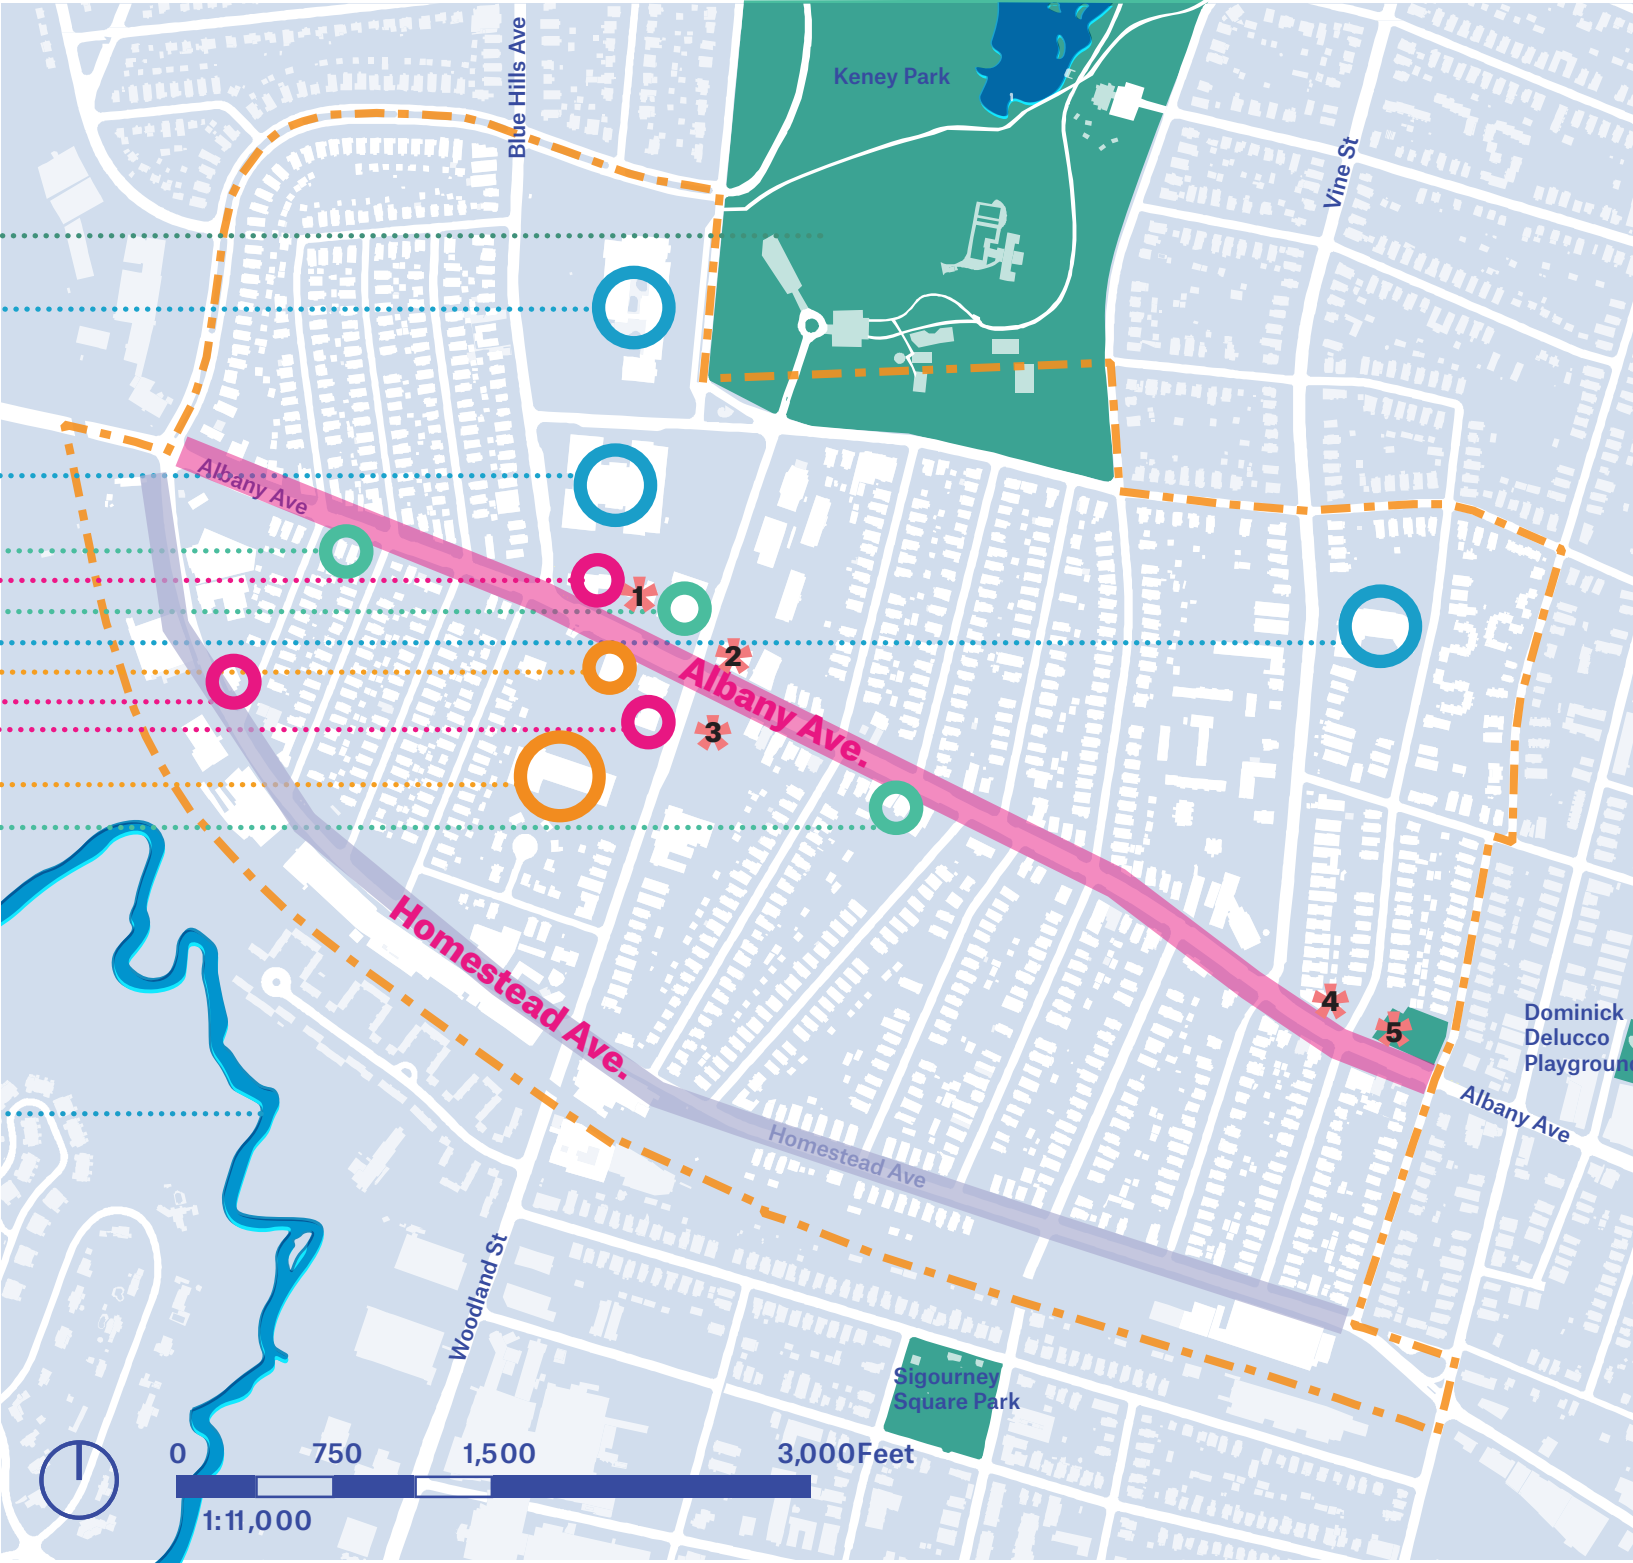 Blue Hills Ave
Keney Park
Vine St
Albany Ave
1
2
Albany Ave.
3
Homestead Ave.
4
5
Dominick
Delucco
Playground
Albany Ave
Homestead Ave
Woodland St
Sigourney
Square Park
0 750 1,500 3,000Feet
1:11,000